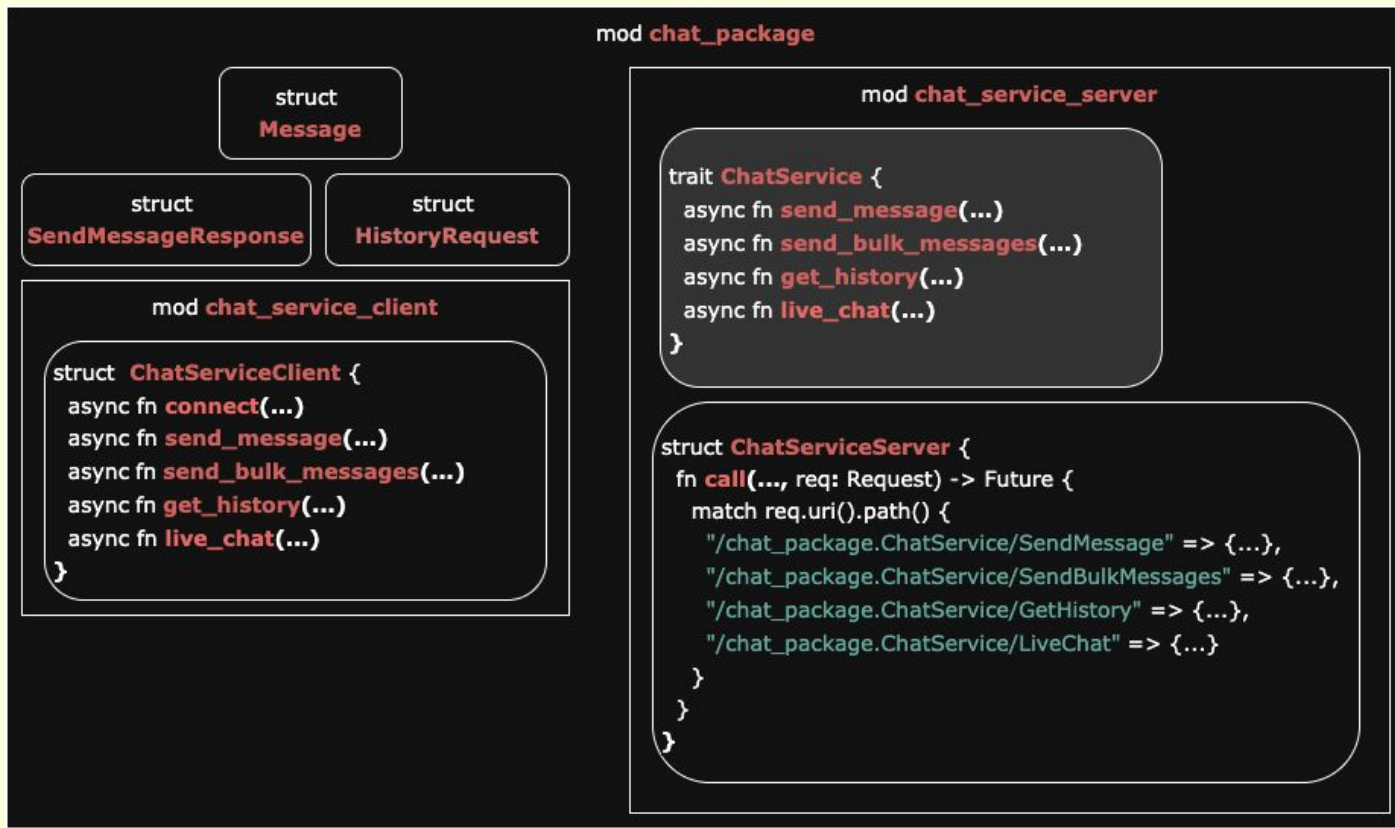 mod chat_package
struct
Message
struct
SendMessageResponse
struct
HistoryRequest
mod chat_service_client
struct  ChatServiceClient {
async fn connect(...)
async fn send_message(...)
async fn send_bulk_messages(...)
async fn get_history(...)
async fn live_chat(...)
}
mod chat_service_server
trait ChatService {
async fn send_message(...)
async fn send_bulk_messages(...)
async fn get_history(...)
async fn live_chat(...)
}
struct ChatServiceServer {
fn call(..., req: Request) -> Future {
match req.uri().path() {
"/chat_package.ChatService/SendMessage" => {...},
"/chat_package.ChatService/SendBulkMessages" => {...},
"/chat_package.ChatService/GetHistory" => {...},
"/chat_package.ChatService/LiveChat" => {...}
}
}
}